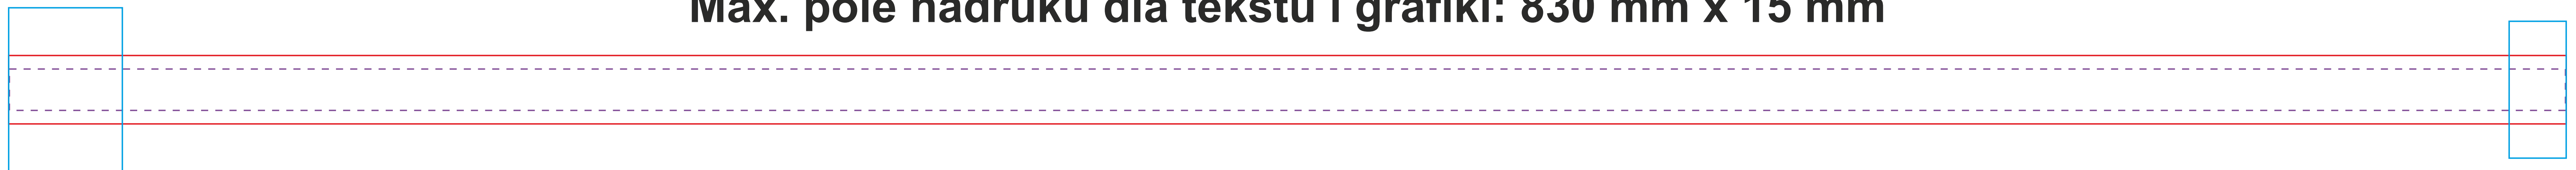 Max. pole nadruku dla tekstu i grafiki: 830 mm x 15 mm